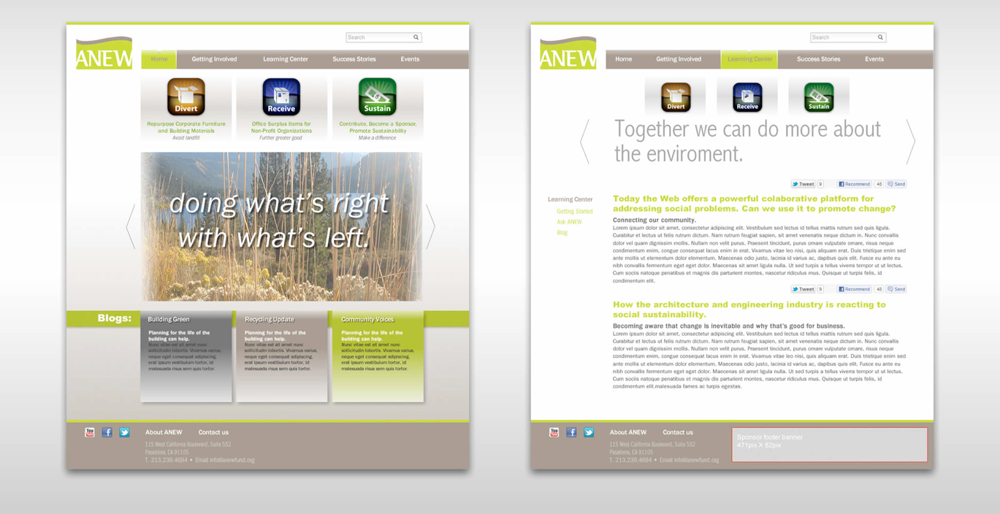 Search
ANEW
Home
Getting Involved
Learning Center
Success Stories
Events
Divert
Receive
Sustain
Repurpose Corporate Furniture
and Building Materials
Avoid landfill
Office Surplus Items for
Non-Profit Organizations
Further greater good
Contribute, Become a Sponsor,
Promote Sustainability
Make a difference
doing what's right
with what's left.
Blogs:
Building Green
Planning for the life of the
building can help.
Nunc vitae est sit amet nunc
sollicitudin lobortis. Vivamus varius,
neque eget consequat adipiscing,
erat ipsum vestibulum tortor, id
malesuada risus sem quis tortor.
Recycling Update
Planning for the life of the
building can help.
Nunc vitae est sit amet nunc
sollicitudin lobortis. Vivamus varius,
neque eget consequat adipiscing,
erat ipsum vestibulum tortor, id
malesuada risus sem quis tortor.
Community Voices
Planning for the life of the
building can help.
Nunc vitae est sit amet nunc
sollicitudin lobortis. Vivamus varius,
neque eget consequat adipiscing,
erat ipsum vestibulum tortor, id
malesuada risus sem quis tortor.
You
Tube
f
About ANEW
Contact us
115 West California Boulevard, Suite 552
Pasadena, CA 91105
T. 213.239.4694 • Email info@anewfund.org
Search
ANEW
Home
Getting Involved
Learning Center
Success Stories
Events
Divert
Receive
Sustain
Together we can do more about
the enviroment.
Tweet 9 Recommend 48 Send
Learning Center
Getting Started
Ask ANEW
Blog
Today the Web offers a powerful colaborative platform for
addressing social problems. Can we use it to promote change?
Connecting our community.
Lorem ipsum dolor sit amet, consectetur adipiscing elit. Vestibulum sed lectus id tellus mattis rutrum sed quis ligula.
Curabitur et lectus ut felis rutrum dictum. Nam rutrum feugiat sapien, sit amet venenatis neque dictum in. Nunc convallis
dolor vel quam dignissim mollis. Nullam non velit purus. Praesent tincidunt, purus ornare vulputate ornare, risus neque
condimentum enim, congue consequat lacus enim in erat. Vivamus vitae leo nisi, quis aliquam erat. Duis tristique enim sed
ante mollis ut elementum dolor elementum. Maecenas odio justo, lacinia id varius ac, dapibus quis elit. Fusce eu ante eu
nibh convallis fermentum eget eget dolor. Ut sed turpis a tellus viverra tempor ut ut lectus.
Cum sociis natoque penatibus et magnis dis parturient montes, nascetur ridiculus mus. Quisque ut turpis felis, id
condimentum elit.
Tweet 9 Recommend 48 Send
How the architecture and engineering industry is reacting to
social sustainability.
Becoming aware that change is inevitable and why that's good for business.
Lorem ipsum dolor sit amet, consectetur adipiscing elit. Vestibulum sed lectus id tellus mattis rutrum sed quis ligula.
Curabitur et lectus ut felis rutrum dictum. Nam rutrum feugiat sapien, sit amet venenatis neque dictum in. Nunc convallis
dolor vel quam dignissim mollis. Nullam non velit purus. Praesent tincidunt, purus ornare vulputate ornare, risus neque
condimentum enim, congue consequat lacus enim in erat. Vivamus vitae leo nisi, quis aliquam erat. Duis tristique enim sed
ante mollis ut elementum dolor elementum. Maecenas odio justo, lacinia id varius ac, dapibus quis elit. Fusce eu ante eu
nibh convallis fermentum eget eget dolor. Ut sed turpis a tellus viverra tempor ut ut lectus.
Cum sociis natoque penatibus et magnis dis parturient montes, nascetur ridiculus mus. Quisque ut turpis felis, id
condimentum elit.malesuada fames ac turpis egestas.
You
Tube
f
About ANEW
Contact us
115 West California Boulevard, Suite 552
Pasadena, CA 91105
T. 213.239.4694 • Email info@anewfund.org
Sponsor footer banner
471pix X 82pix